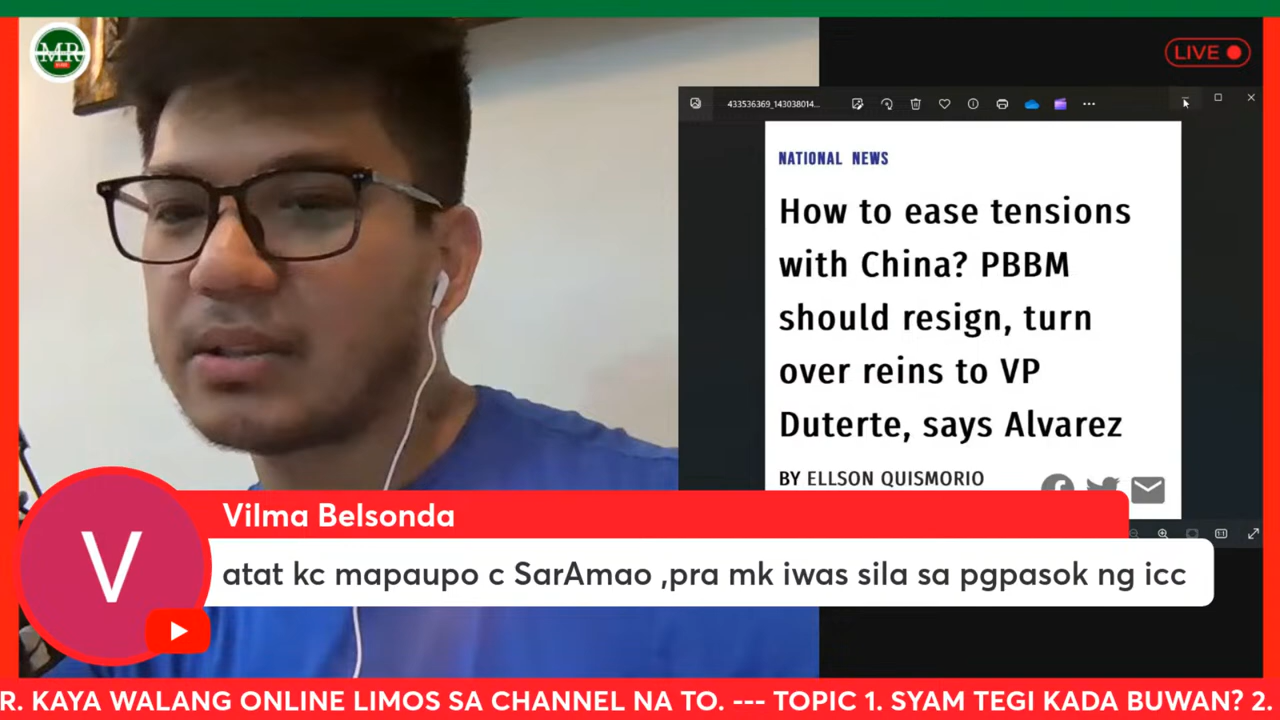 MR
LIVE
433536369_143038014...
NATIONAL NEWS
How to ease tensions
with China? PBBM
should resign, turn
over reins to VP
Duterte, says Alvarez
BY ELLSON QUISMORIO
V
Vilma Belsonda
atat kc mapaupo c SarAmao ,pra mk iwas sila sa pgpasok ng icc
R. KAYA WALANG ONLINE LIMOS SA CHANNEL NA TO. --- TOPIC 1. SYAM TEGI KADA BUWAN? 2.